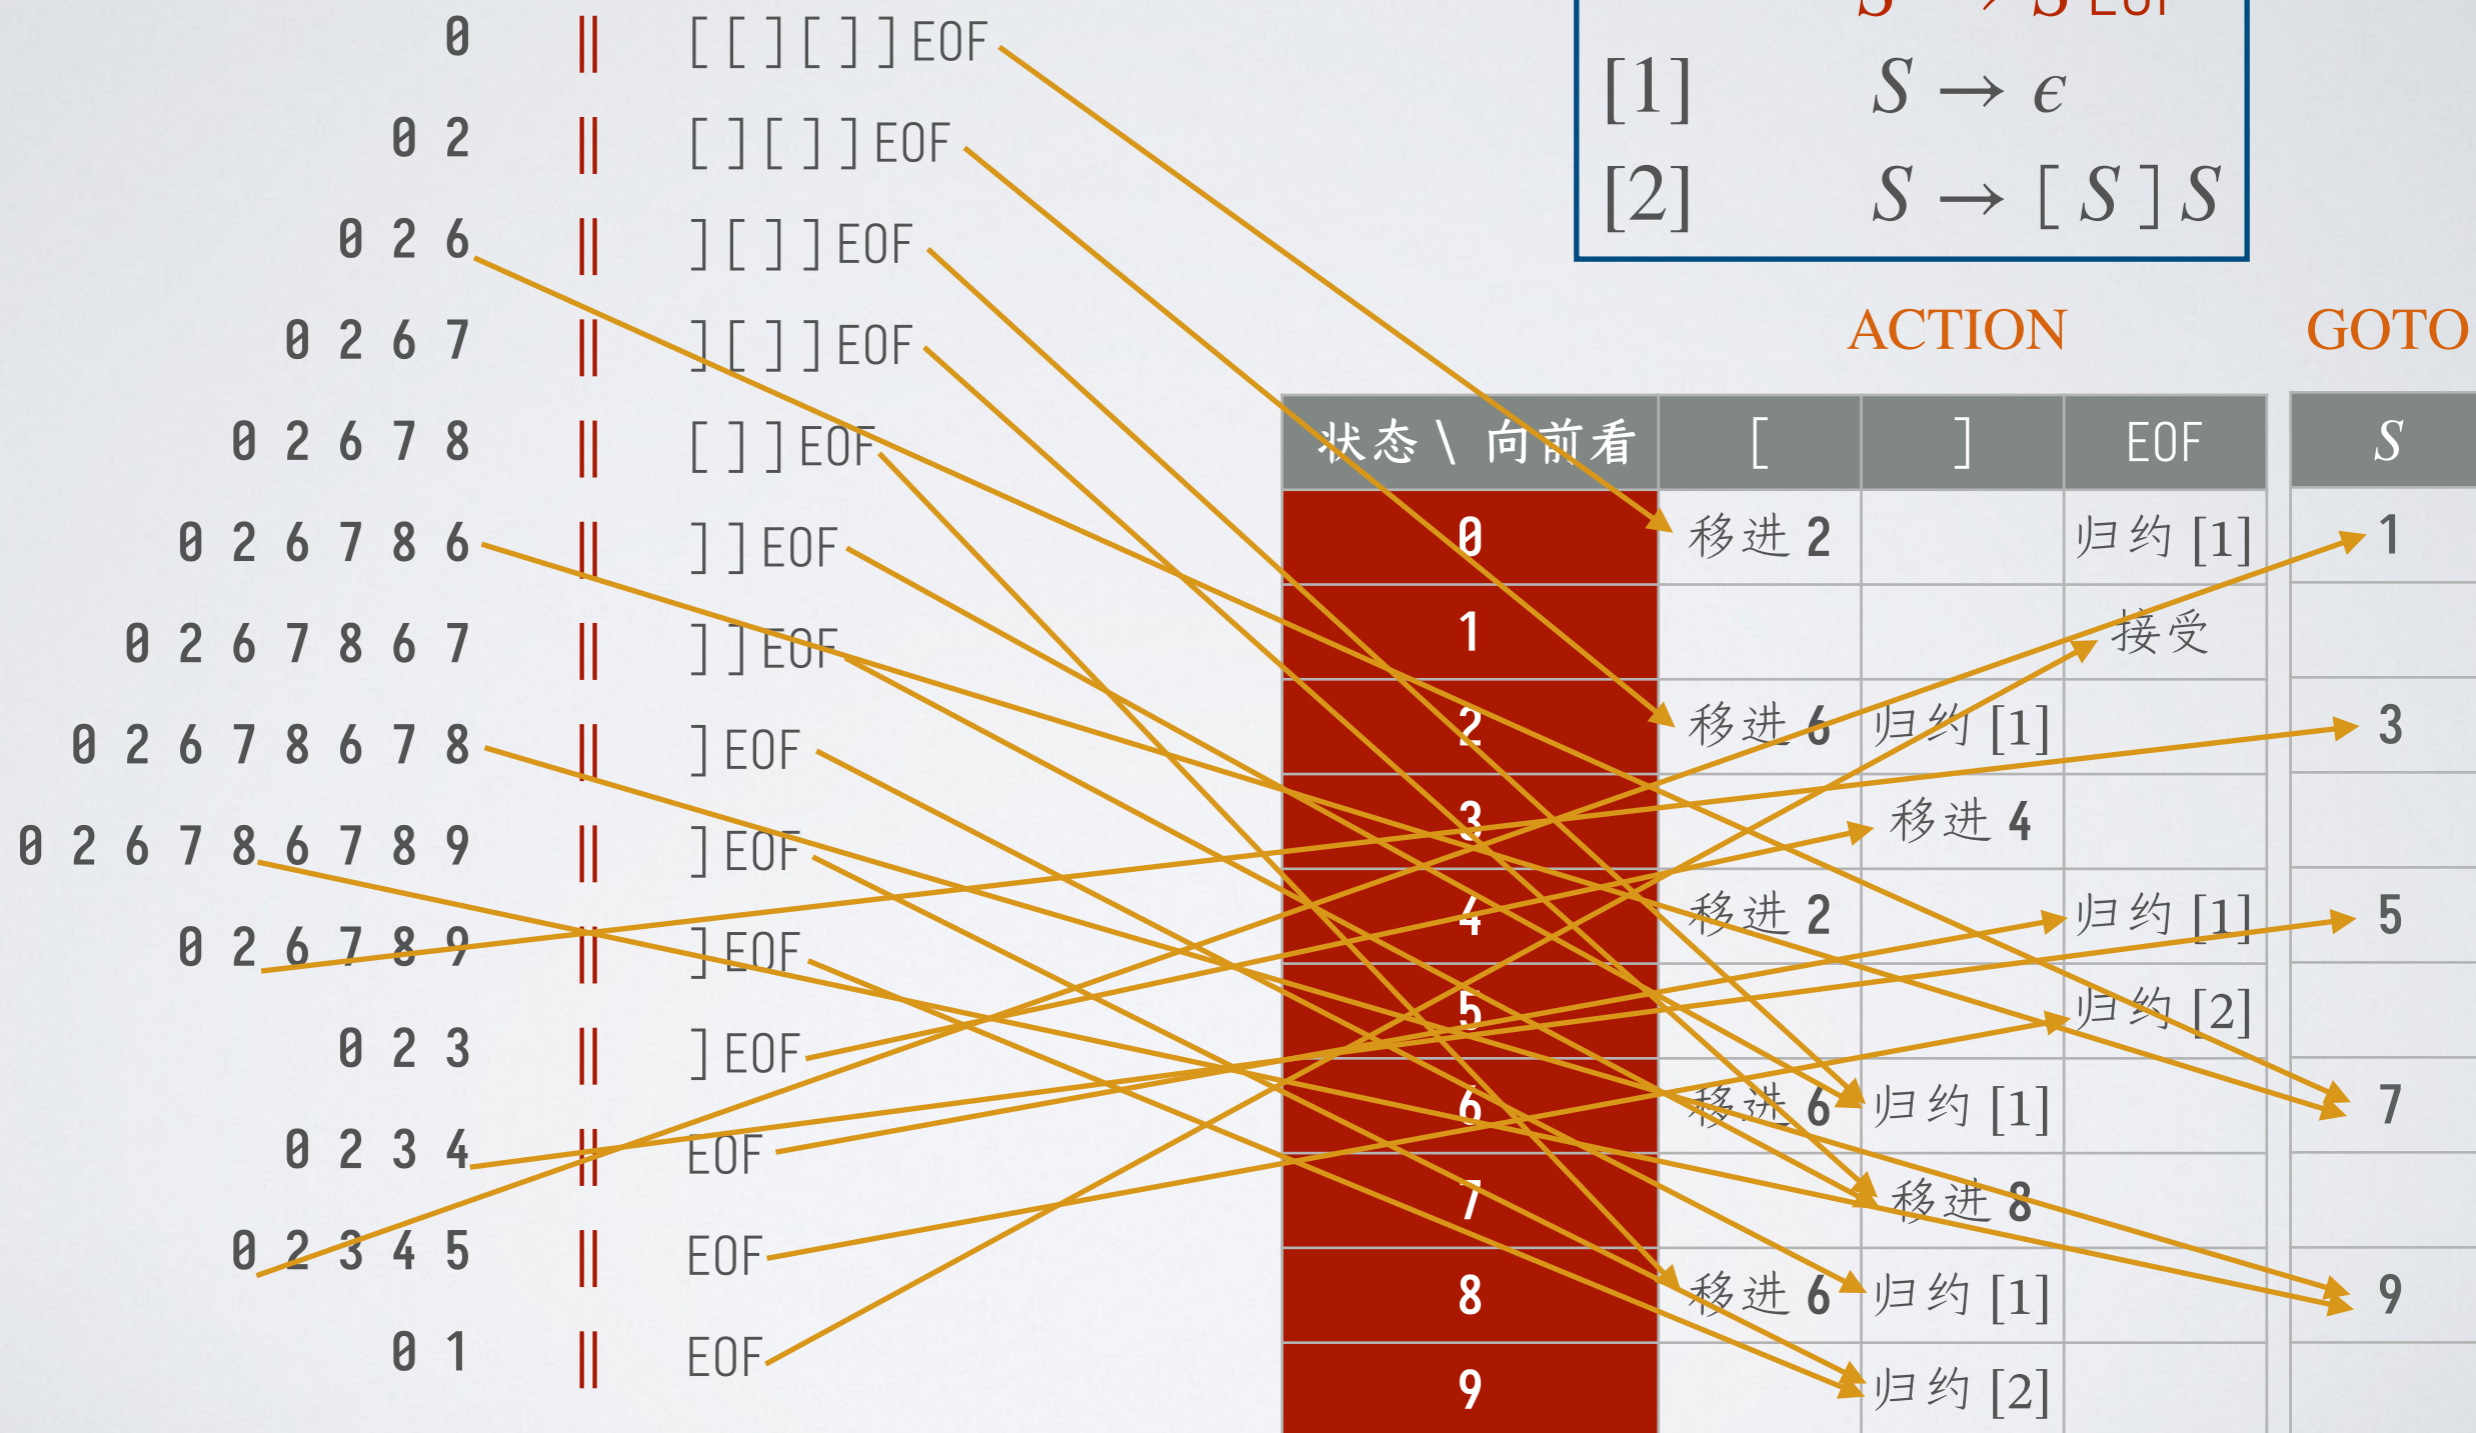 0 ‖ [ [ ] [ ] ] EOF
0 2 ‖ [ ] [ ] ] EOF
0 2 6 ‖ ] [ ] ] EOF
0 2 6 7 ‖ ] [ ] ] EOF
0 2 6 7 8 ‖ [ ] ] EOF
0 2 6 7 8 6 ‖ ] ] EOF
0 2 6 7 8 6 7 ‖ ] ] EOF
0 2 6 7 8 6 7 8 ‖ ] EOF
0 2 6 7 8 6 7 8 9 ‖ ] EOF
0 2 6 7 8 9 ‖ ] EOF
0 2 3 ‖ ] EOF
0 2 3 4 ‖ EOF
0 2 3 4 5 ‖ EOF
0 1 ‖ EOF
→ S EOF
[1] S → ϵ
[2] S → [ S ] S
ACTION GOTO
状态 \ 向前看 [ ] EOF S
0 移进 2 归约 [1] 1
1 接受
2 移进 6 归约 [1] 3
3 移进 4
4 移进 2 归约 [1] 5
5 归约 [2]
6 移进 6 归约 [1] 7
7 移进 8
8 移进 6 归约 [1] 9
9 归约 [2]